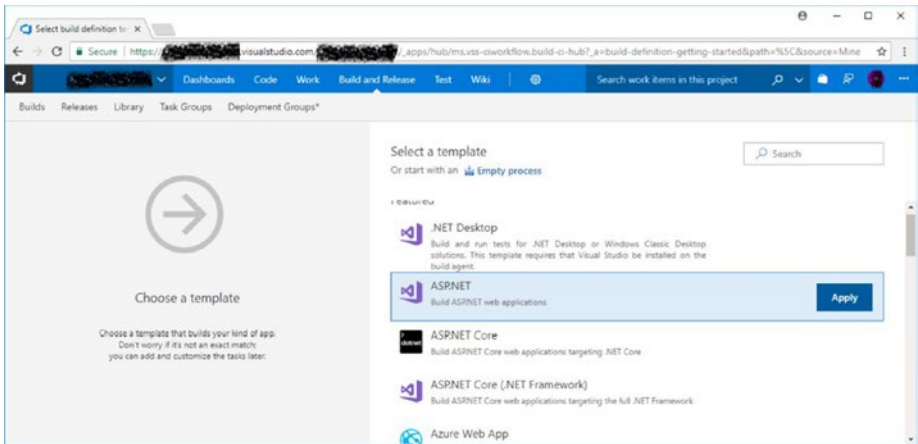 Select build definition te
Secure | https:// visualstudio.com /_apps/hub/ms.vss-ciworkflow.build-ci-hub?_a=build-definition-getting-started&path=%5C&source=Mine
Dashboards Code Work Build and Release Test Wiki Search work items in this project
Builds Releases Library Task Groups Deployment Groups*
Select a template
Search
Or start with an Empty process
Featured
.NET Desktop
Build and run tests for .NET Desktop or Windows Classic Desktop
solutions. This template requires that Visual Studio be installed on the
build agent.
ASP.NET
Build ASP.NET web applications
Apply
Choose a template
Choose a template that builds your kind of app.
Don't worry if it's not an exact match;
you can add and customize the tasks later.
dotnet
ASP.NET Core
Build ASP.NET Core web applications targeting .NET Core
ASP.NET Core (.NET Framework)
Build ASP.NET Core web applications targeting the full .NET Framework
Azure Web App